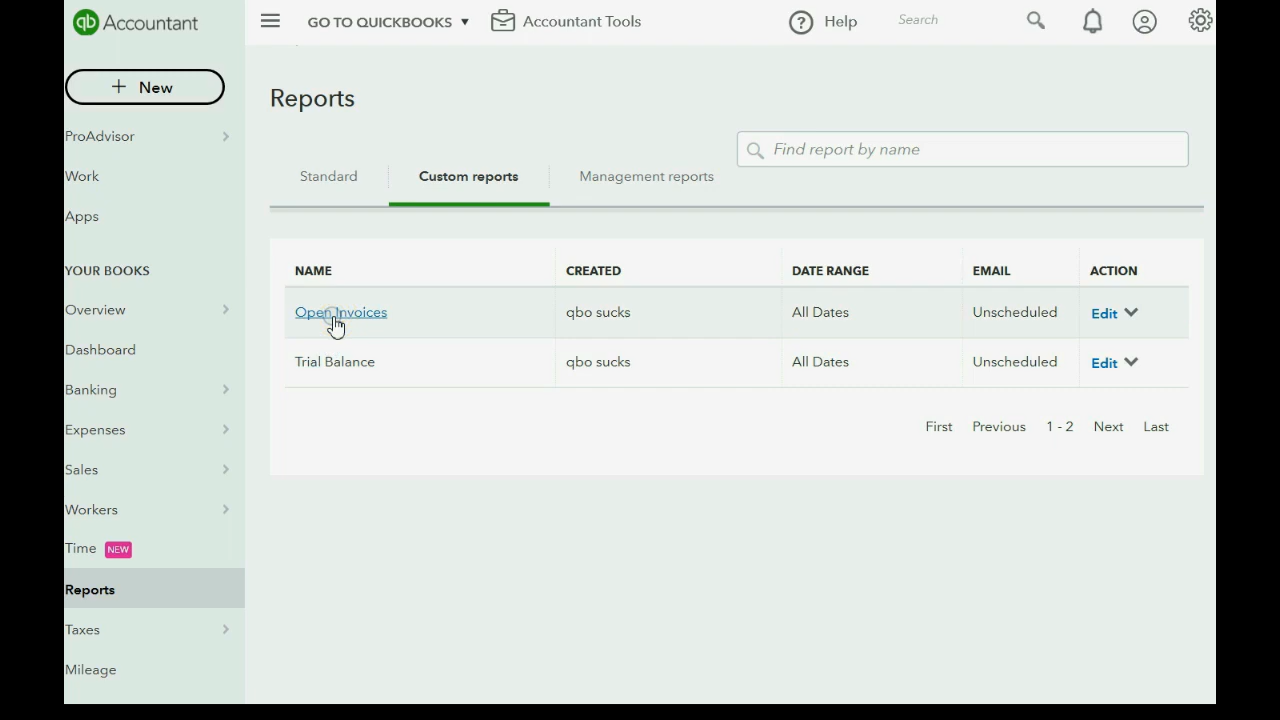 qb Accountant
GO TO QUICKBOOKS
Accountant Tools
? Help
Search
+ New
ProAdvisor
Work
Apps
YOUR BOOKS
Overview
Dashboard
Banking
Expenses
Sales
Workers
Time NEW
Reports
Taxes
Mileage
Reports
Find report by name
Standard
Custom reports
Management reports
NAME CREATED DATE RANGE EMAIL ACTION
Open Invoices qbo sucks All Dates Unscheduled Edit
Trial Balance qbo sucks All Dates Unscheduled Edit
First Previous 1 - 2 Next Last